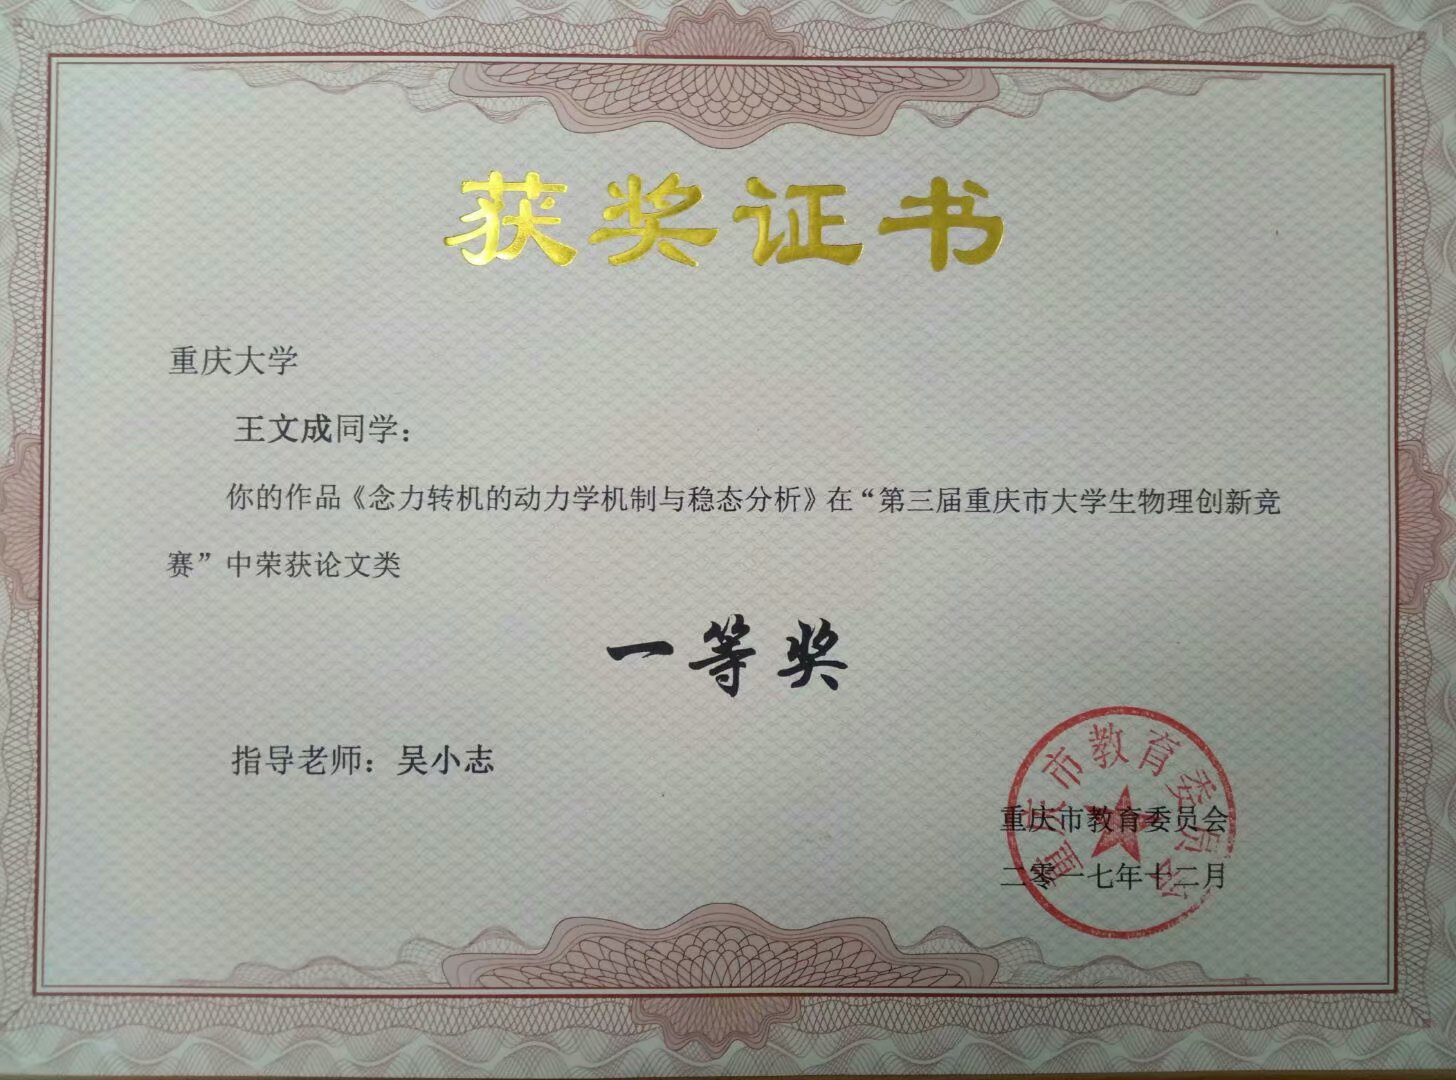 获奖证书
重庆大学
王文成同学：
你的作品《念力转机的动力学机制与稳态分析》在“第三届重庆市大学生物理创新竞
赛”中荣获论文类
一等奖
指导老师：吴小志
重庆市教育委员会
重庆市教育委员会
二零一七年十二月